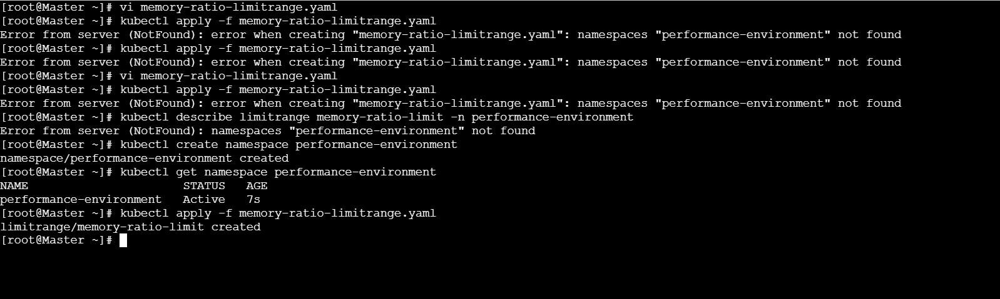 [root@Master ~]# vi memory-ratio-limitrange.yaml
[root@Master ~]# kubectl apply -f memory-ratio-limitrange.yaml
Error from server (NotFound): error when creating "memory-ratio-limitrange.yaml": namespaces "performance-environment" not found
[root@Master ~]# kubectl apply -f memory-ratio-limitrange.yaml
Error from server (NotFound): error when creating "memory-ratio-limitrange.yaml": namespaces "performance-environment" not found
[root@Master ~]# vi memory-ratio-limitrange.yaml
[root@Master ~]# kubectl apply -f memory-ratio-limitrange.yaml
Error from server (NotFound): error when creating "memory-ratio-limitrange.yaml": namespaces "performance-environment" not found
[root@Master ~]# kubectl describe limitrange memory-ratio-limit -n performance-environment
Error from server (NotFound): namespaces "performance-environment" not found
[root@Master ~]# kubectl create namespace performance-environment
namespace/performance-environment created
[root@Master ~]# kubectl get namespace performance-environment
NAME                      STATUS   AGE
performance-environment   Active   7s
[root@Master ~]# kubectl apply -f memory-ratio-limitrange.yaml
limitrange/memory-ratio-limit created
[root@Master ~]#